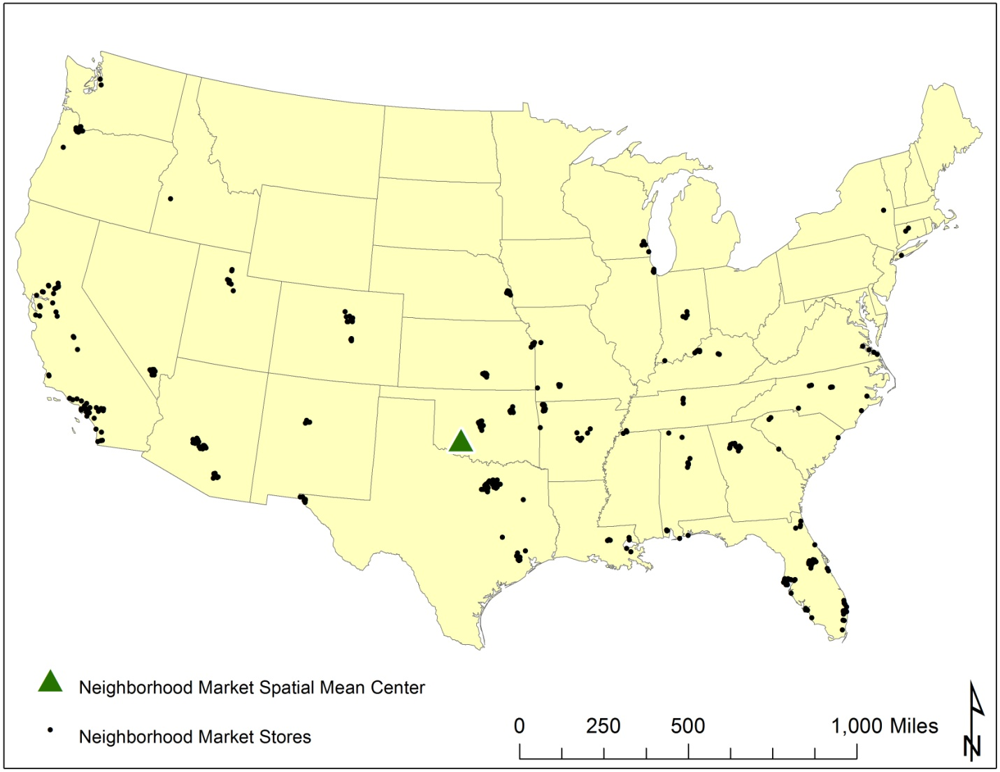 Neighborhood Market Spatial Mean Center
Neighborhood Market Stores
0 250 500 1,000 Miles
N